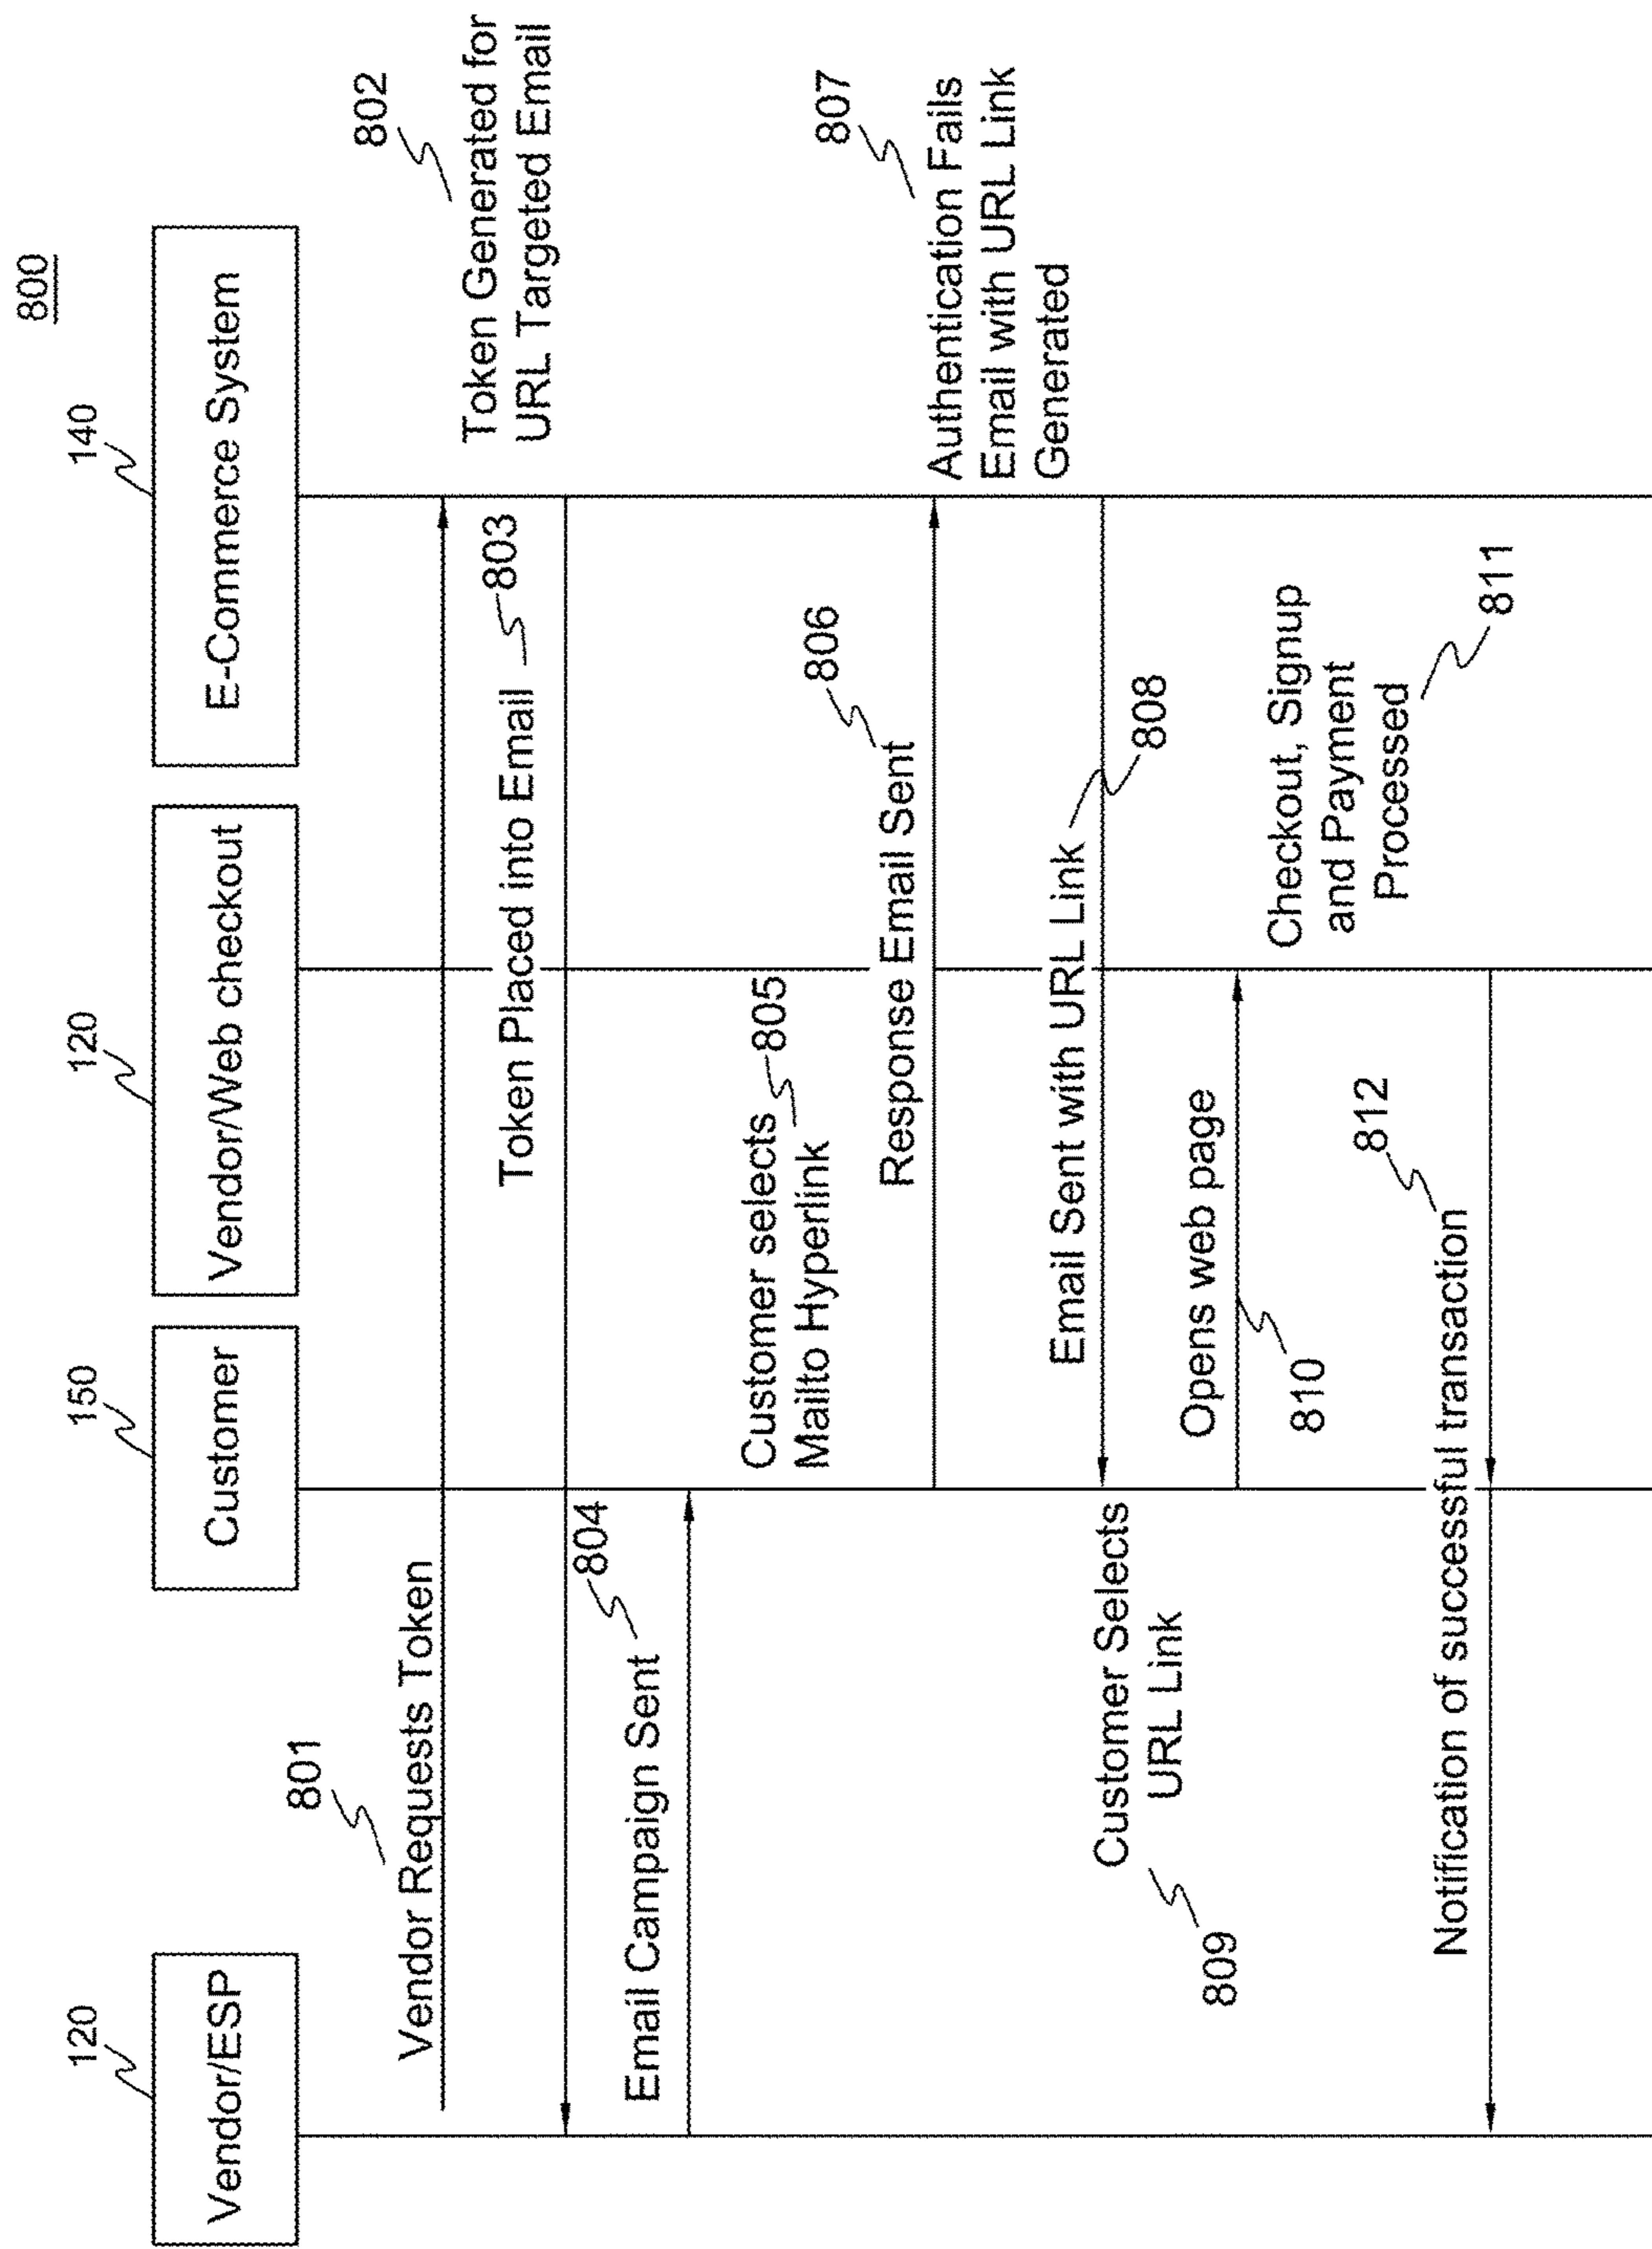 800
120
150
120
140
Vendor/ESP
Customer
Vendor/Web checkout
E-Commerce System
801
Vendor Requests Token
802
Token Generated for
URL Targeted Email
Token Placed into Email
803
804
Email Campaign Sent
Customer selects
Mailto Hyperlink
805
806
Response Email Sent
807
Authentication Fails
Email with URL Link
Generated
Email Sent with URL Link
808
Customer Selects
URL Link
809
Opens web page
810
Checkout, Signup
and Payment
Processed
811
812
Notification of successful transaction